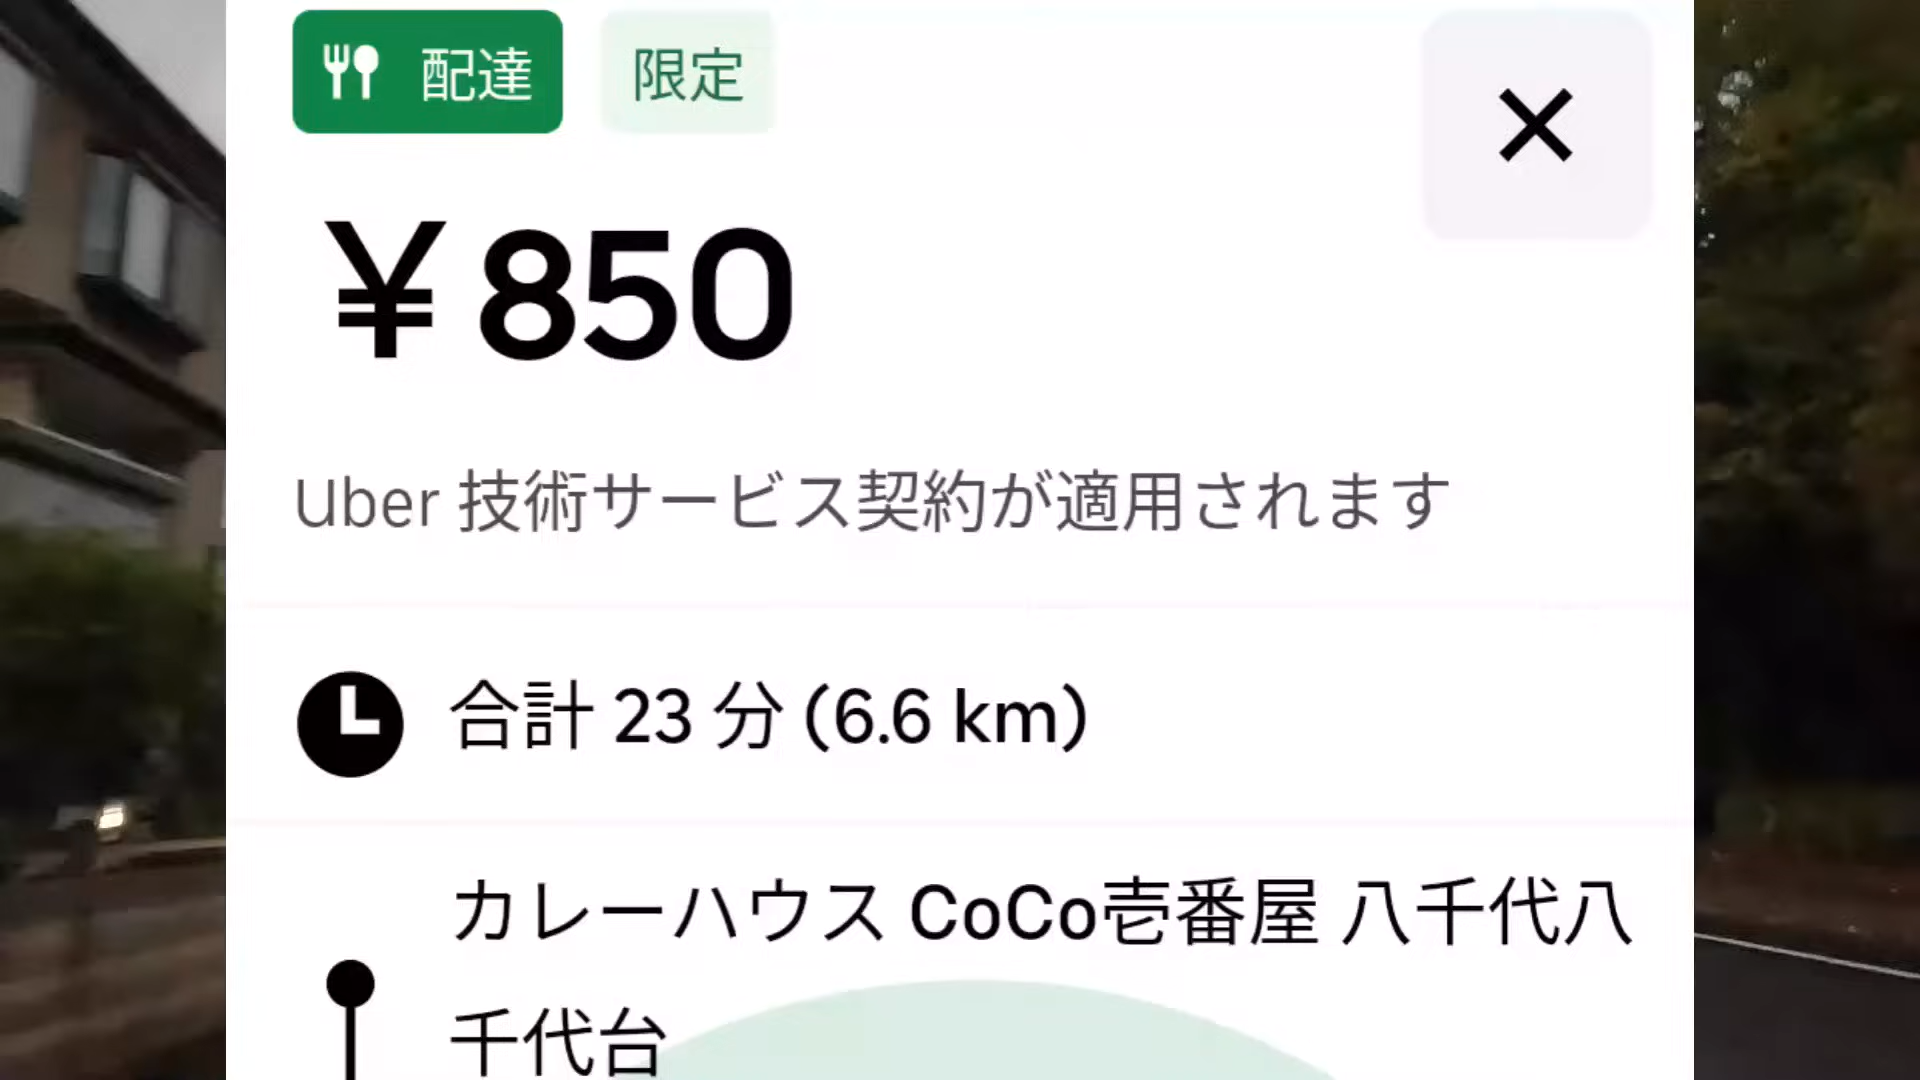 配達 限定
¥850
Uber 技術サービス契約が適用されます
合計 23 分 (6.6 km)
カレーハウス CoCo壱番屋 八千代八
千代台